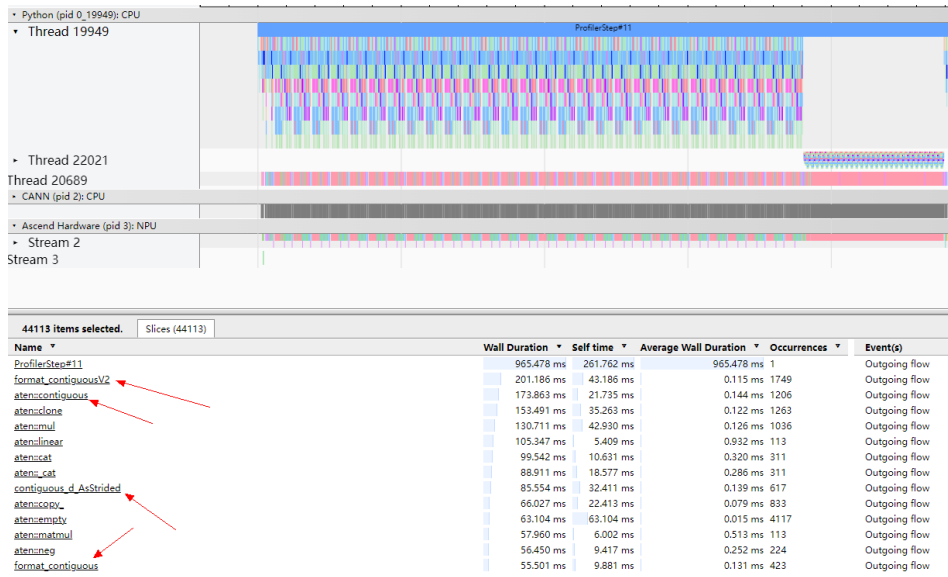 Python (pid 0_19949): CPU
Thread 19949
ProfilerStep#11
Thread 22021
Thread 20689
CANN (pid 2): CPU
Ascend Hardware (pid 3): NPU
Stream 2
Stream 3
44113 items selected. Slices (44113)
Name Wall Duration Self time Average Wall Duration Occurrences Event(s)
ProfilerStep#11 965.478 ms 261.762 ms 965.478 ms 1 Outgoing flow
format_contiguousV2 201.186 ms 43.186 ms 0.115 ms 1749 Outgoing flow
aten::contiguous 173.863 ms 21.735 ms 0.144 ms 1206 Outgoing flow
aten::clone 153.491 ms 35.263 ms 0.122 ms 1263 Outgoing flow
aten::mul 130.711 ms 42.930 ms 0.126 ms 1036 Outgoing flow
aten::linear 105.347 ms 5.409 ms 0.932 ms 113 Outgoing flow
aten::cat 99.542 ms 10.631 ms 0.320 ms 311 Outgoing flow
aten::_cat 88.911 ms 18.577 ms 0.286 ms 311 Outgoing flow
contiguous_d_AsStrided 85.554 ms 32.411 ms 0.139 ms 617 Outgoing flow
aten::copy_ 66.027 ms 22.413 ms 0.079 ms 833 Outgoing flow
aten::empty 63.104 ms 63.104 ms 0.015 ms 4117 Outgoing flow
aten::matmul 57.960 ms 6.002 ms 0.513 ms 113 Outgoing flow
aten::neg 56.450 ms 9.417 ms 0.252 ms 224 Outgoing flow
format_contiguous 55.501 ms 9.881 ms 0.131 ms 423 Outgoing flow